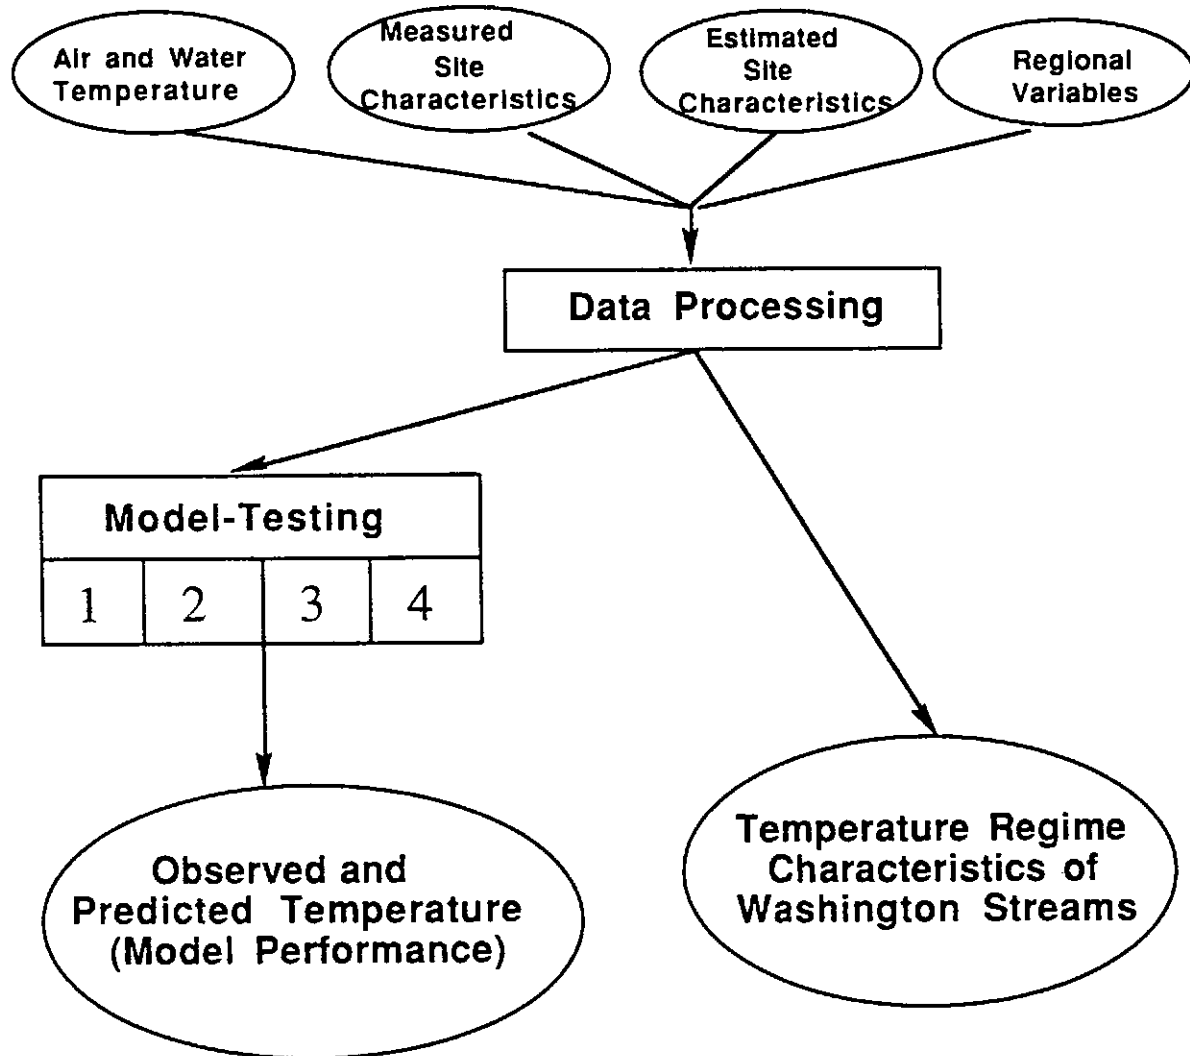 Air and Water
Temperature
Measured
Site
Characteristics
Estimated
Site
Characteristics
Regional
Variables
Data Processing
Model-Testing
1 2 3 4
Observed and
Predicted Temperature
(Model Performance)
Temperature Regime
Characteristics of
Washington Streams